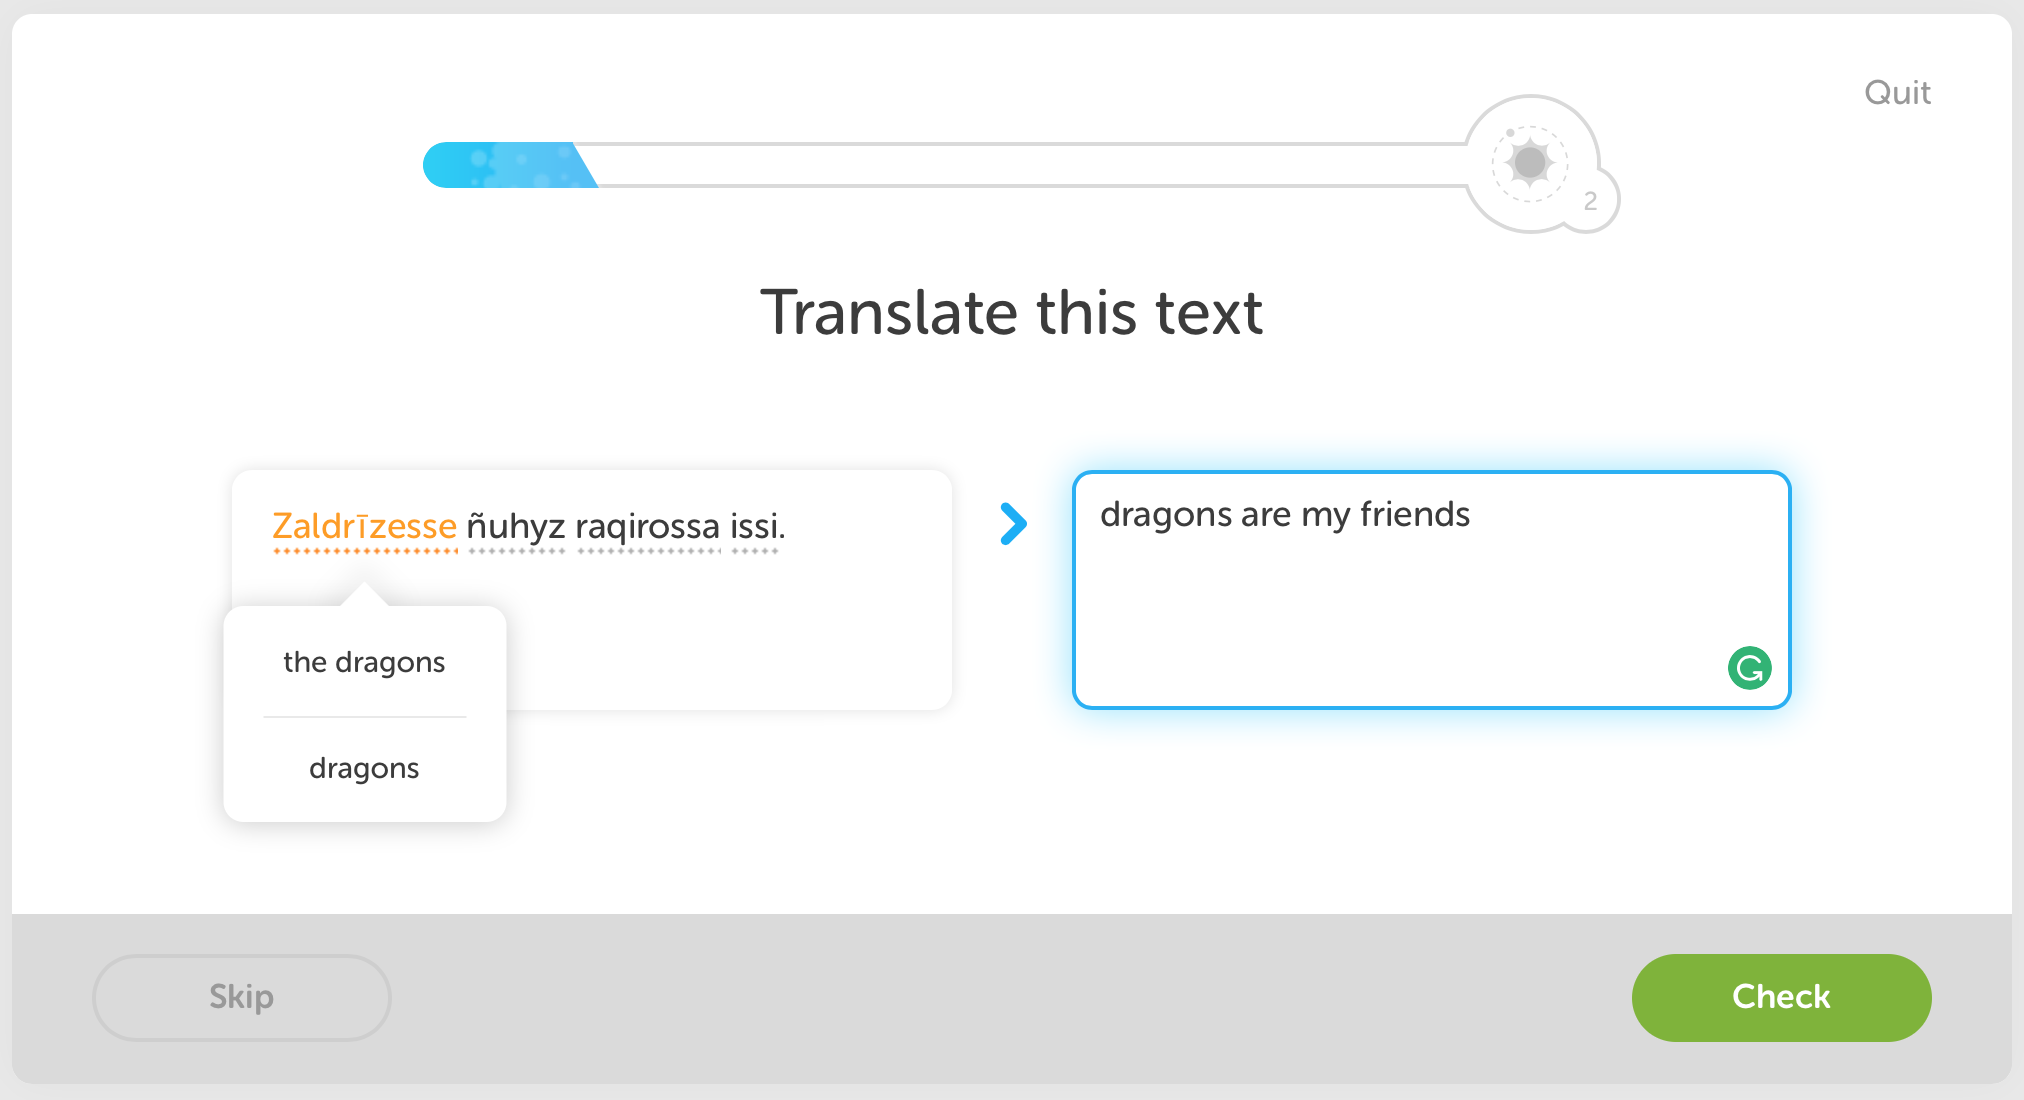 Quit
2
Translate this text
Zaldrīzesse ñuhyz raqirossa issi.
dragons are my friends
the dragons
dragons
Skip
Check